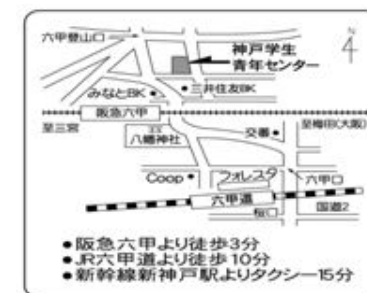 N
六甲登山口
神戸学生
青年センター
三井住友BK
みなとBK
阪急六甲
至三宮
至梅田(大阪)
八幡神社
交番
Coop
フォレスタ
六甲口
六甲道
桜口
国道2
●阪急六甲より徒歩3分
●JR六甲道より徒歩10分
●新幹線新神戸駅よりタクシー15分